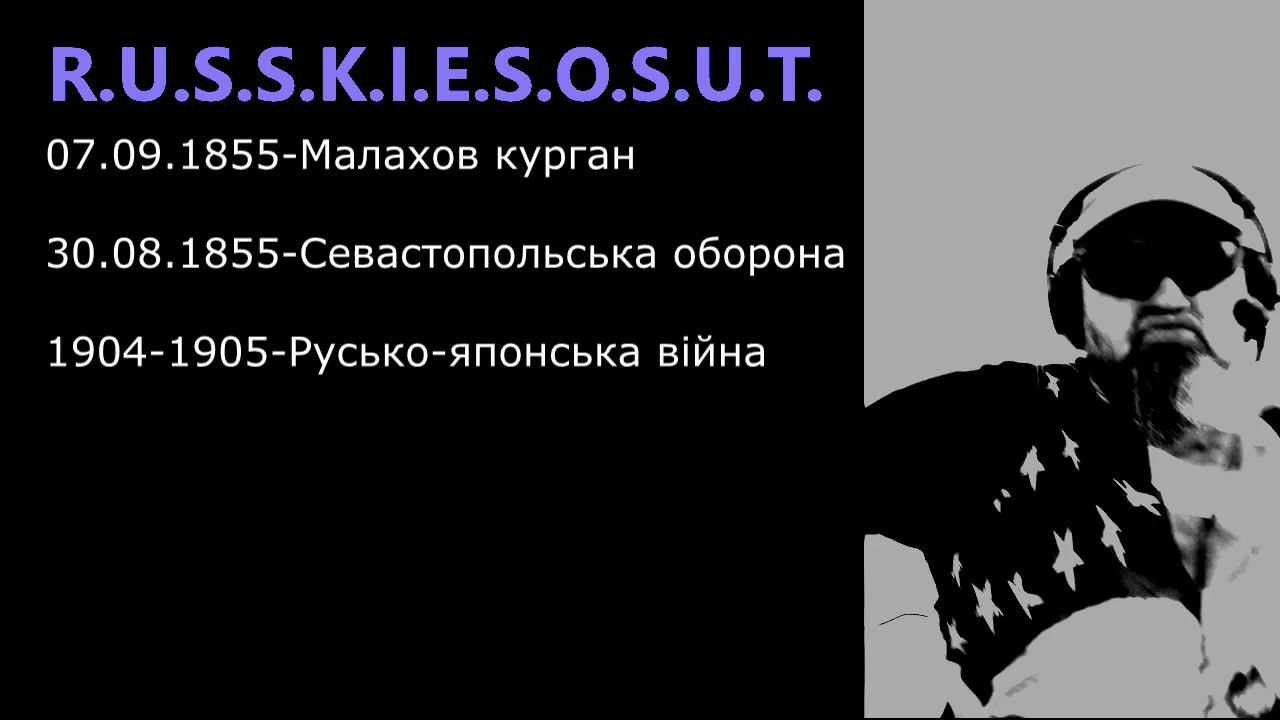 R.U.S.S.K.I.E.S.O.S.U.T.
07.09.1855-Малахов курган
30.08.1855-Севастопольська оборона
1904-1905-Русько-японська війна